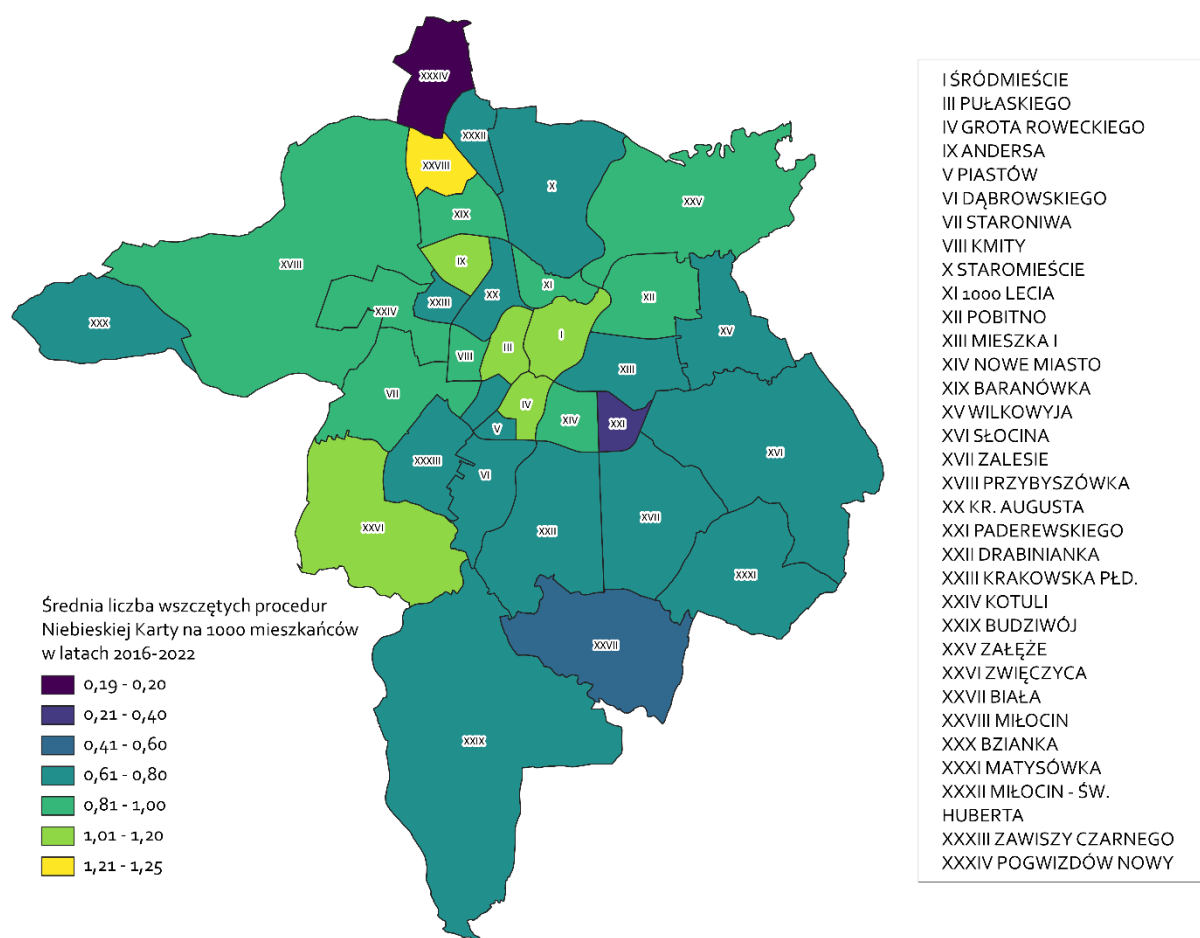 XXXIV
XXXII
XXVIII
X
XXV
XIX
IX
XVIII
XI
XX
XII
XXIII
XXIV
XXX
I
XV
III
VIII
XIII
VII
IV
XIV
XXI
V
XVI
XXXIII
VI
XXVI
XXII
XVII
XXXI
XXVII
XXIX
Średnia liczba wszczętych procedur
Niebieskiej Karty na 1000 mieszkańców
w latach 2016-2022
0,19 - 0,20
0,21 - 0,40
0,41 - 0,60
0,61 - 0,80
0,81 - 1,00
1,01 - 1,20
1,21 - 1,25
I ŚRÓDMIEŚCIE
III PUŁASKIEGO
IV GROTA ROWECKIEGO
IX ANDERSA
V PIASTÓW
VI DĄBROWSKIEGO
VII STARONIWA
VIII KMITY
X STAROMIEŚCIE
XI 1000 LECIA
XII POBITNO
XIII MIESZKA I
XIV NOWE MIASTO
XIX BARANÓWKA
XV WILKOWYJA
XVI SŁOCINA
XVII ZALESIE
XVIII PRZYBYSZÓWKA
XX KR. AUGUSTA
XXI PADEREWSKIEGO
XXII DRABINIANKA
XXIII KRAKOWSKA PŁD.
XXIV KOTULI
XXIX BUDZIWÓJ
XXV ZAŁĘŻE
XXVI ZWIĘCZYCA
XXVII BIAŁA
XXVIII MIŁOCIN
XXX BZIANKA
XXXI MATYSÓWKA
XXXII MIŁOCIN - ŚW.
HUBERTA
XXXIII ZAWISZY CZARNEGO
XXXIV POGWIZDÓW NOWY